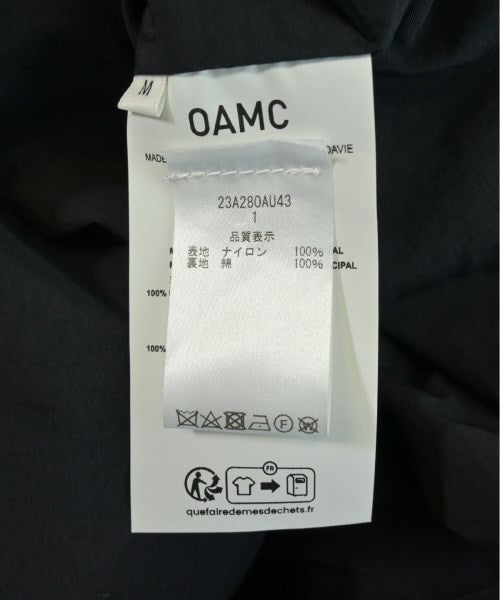 M
OAMC
MADE
DAVIE
23A280AU43
1
品質表示
表地 ナイロン 100%
裏地 綿 100%
AL
CIPAL
100%
100%
F
FR
quefairedemesdechets.fr